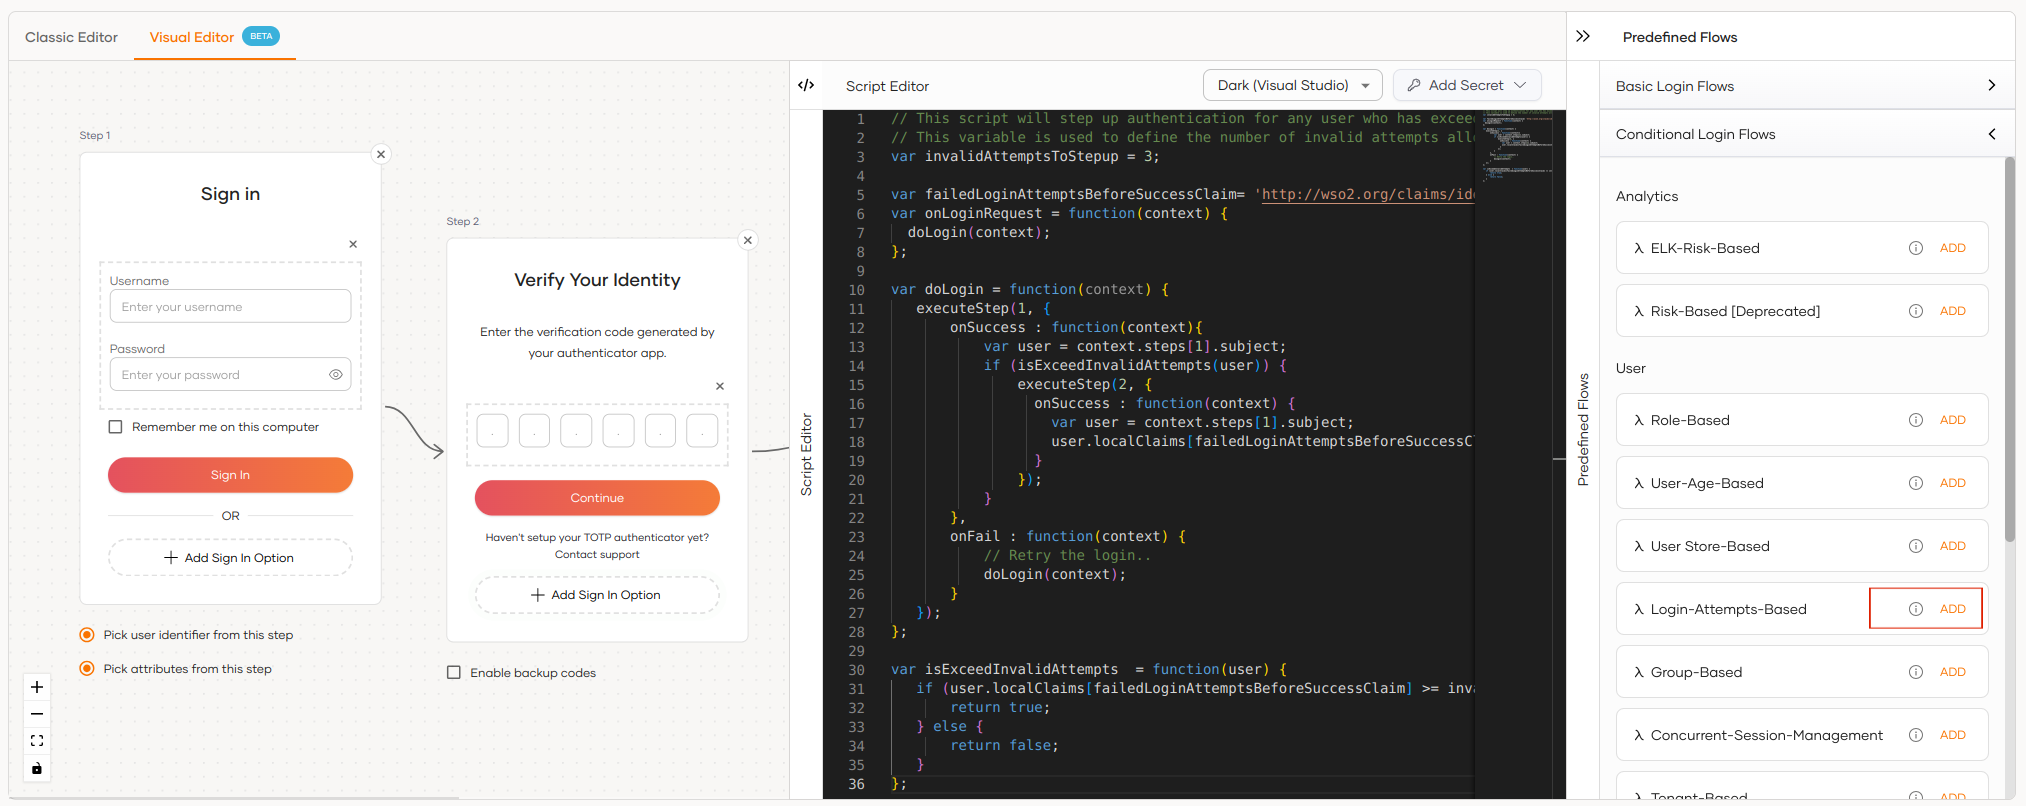 Classic Editor
Visual Editor BETA
Predefined Flows
Step 1
Sign in
Username
Enter your username
Password
Enter your password
Remember me on this computer
Sign In
OR
Add Sign In Option
Pick user identifier from this step
Pick attributes from this step
Step 2
Verify Your Identity
Enter the verification code generated by
your authenticator app.
Continue
Haven't setup your TOTP authenticator yet?
Contact support
Add Sign In Option
Enable backup codes
Script Editor
Script Editor
Dark (Visual Studio)
Add Secret
1 // This script will step up authentication for any user who has excee
2 // This variable is used to define the number of invalid attempts all
3 var invalidAttemptsToStepup = 3;
4
5 var failedLoginAttemptsBeforeSuccessClaim= 'http://wso2.org/claims/ide
6 var onLoginRequest = function(context) {
7 doLogin(context);
8 };
9
10 var doLogin = function(context) {
11 executeStep(1, {
12 onSuccess : function(context){
13 var user = context.steps[1].subject;
14 if (isExceedInvalidAttempts(user)) {
15 executeStep(2, {
16 onSuccess : function(context) {
17 var user = context.steps[1].subject;
18 user.localClaims[failedLoginAttemptsBeforeSuccessCl
19 }
20 });
21 }
22 },
23 onFail : function(context) {
24 // Retry the login..
25 doLogin(context);
26 }
27 });
28 };
29
30 var isExceedInvalidAttempts = function(user) {
31 if (user.localClaims[failedLoginAttemptsBeforeSuccessClaim] >= inva
32 return true;
33 } else {
34 return false;
35 }
36 };
Predefined Flows
Basic Login Flows
Conditional Login Flows
Analytics
λ ELK-Risk-Based ADD
λ Risk-Based [Deprecated] ADD
User
λ Role-Based ADD
λ User-Age-Based ADD
λ User Store-Based ADD
λ Login-Attempts-Based ADD
λ Group-Based ADD
λ Concurrent-Session-Management ADD
λ Tenant-Based ADD